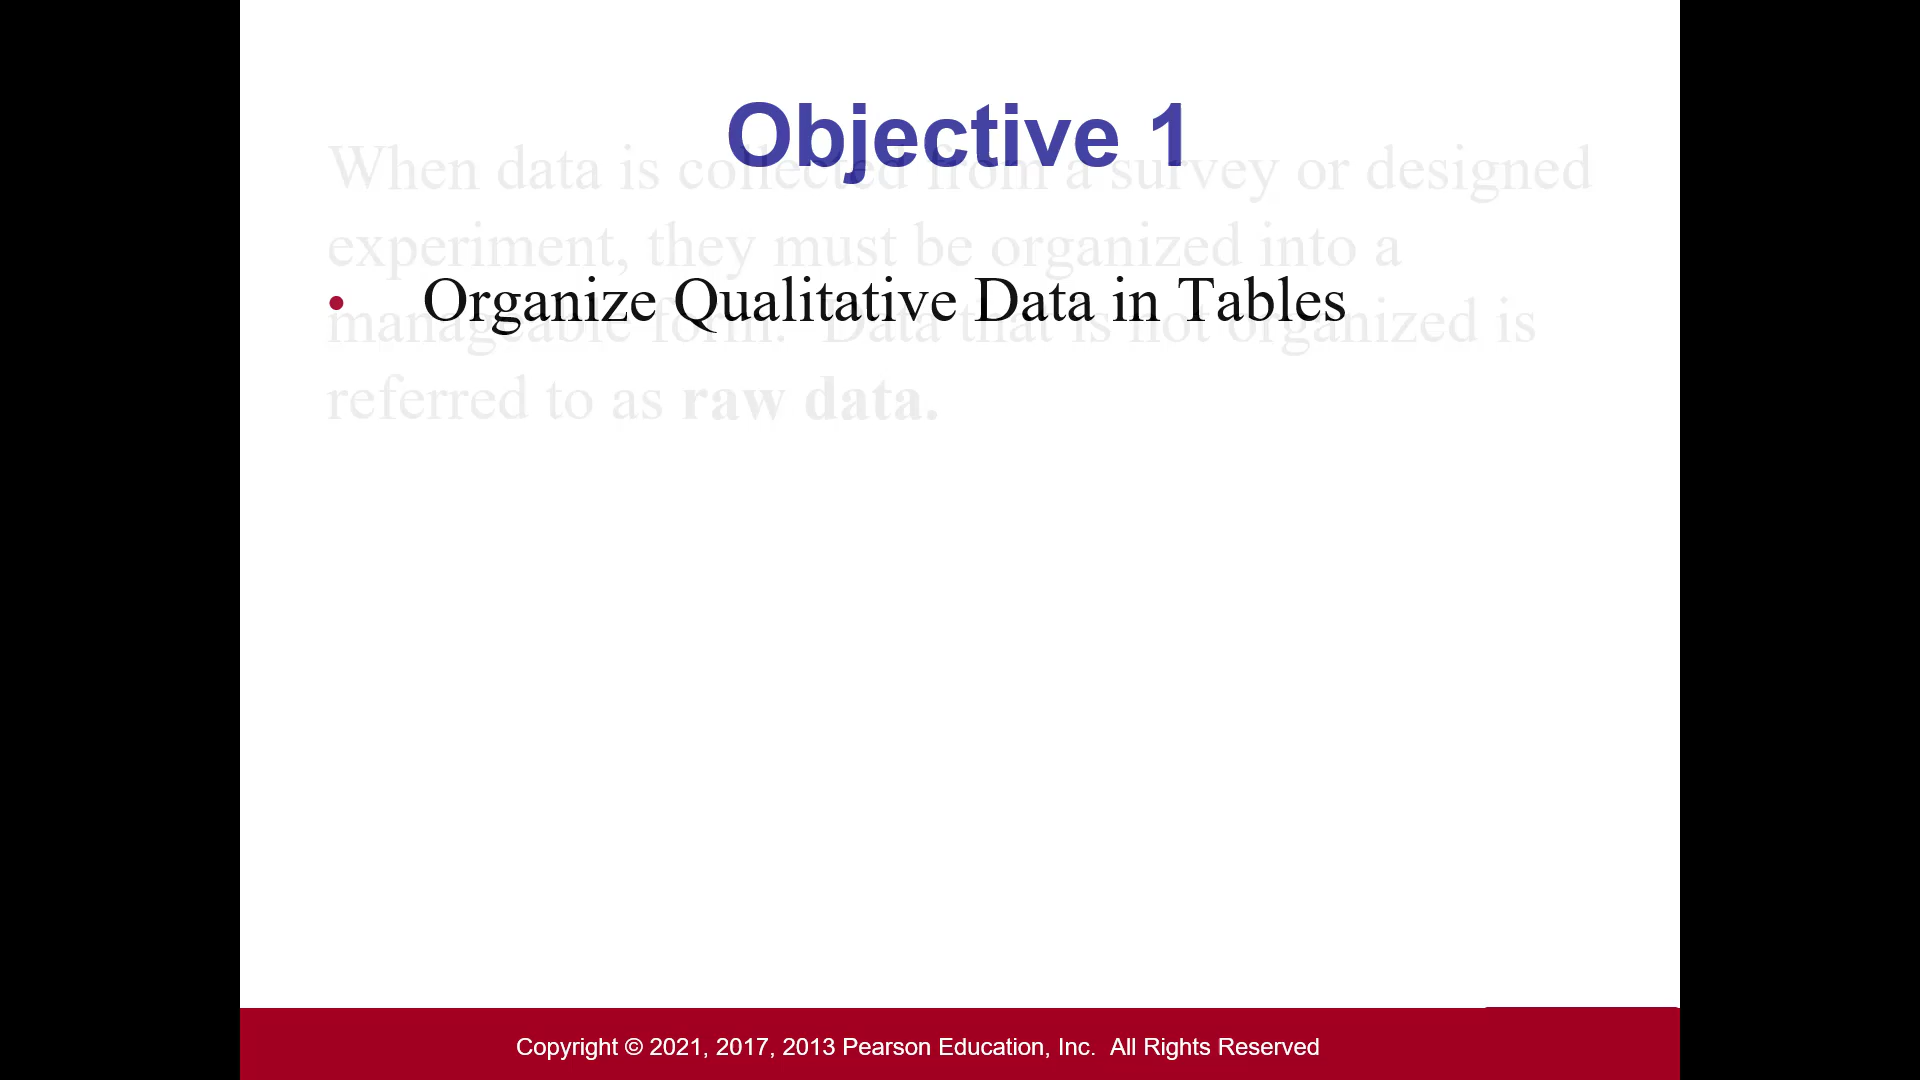 Objective 1
When data is collected from a survey or designed
experiment, they must be organized into a
• Organize Qualitative Data in Tables
manageable form. Data that is not organized is
referred to as raw data.
Copyright © 2021, 2017, 2013 Pearson Education, Inc. All Rights Reserved